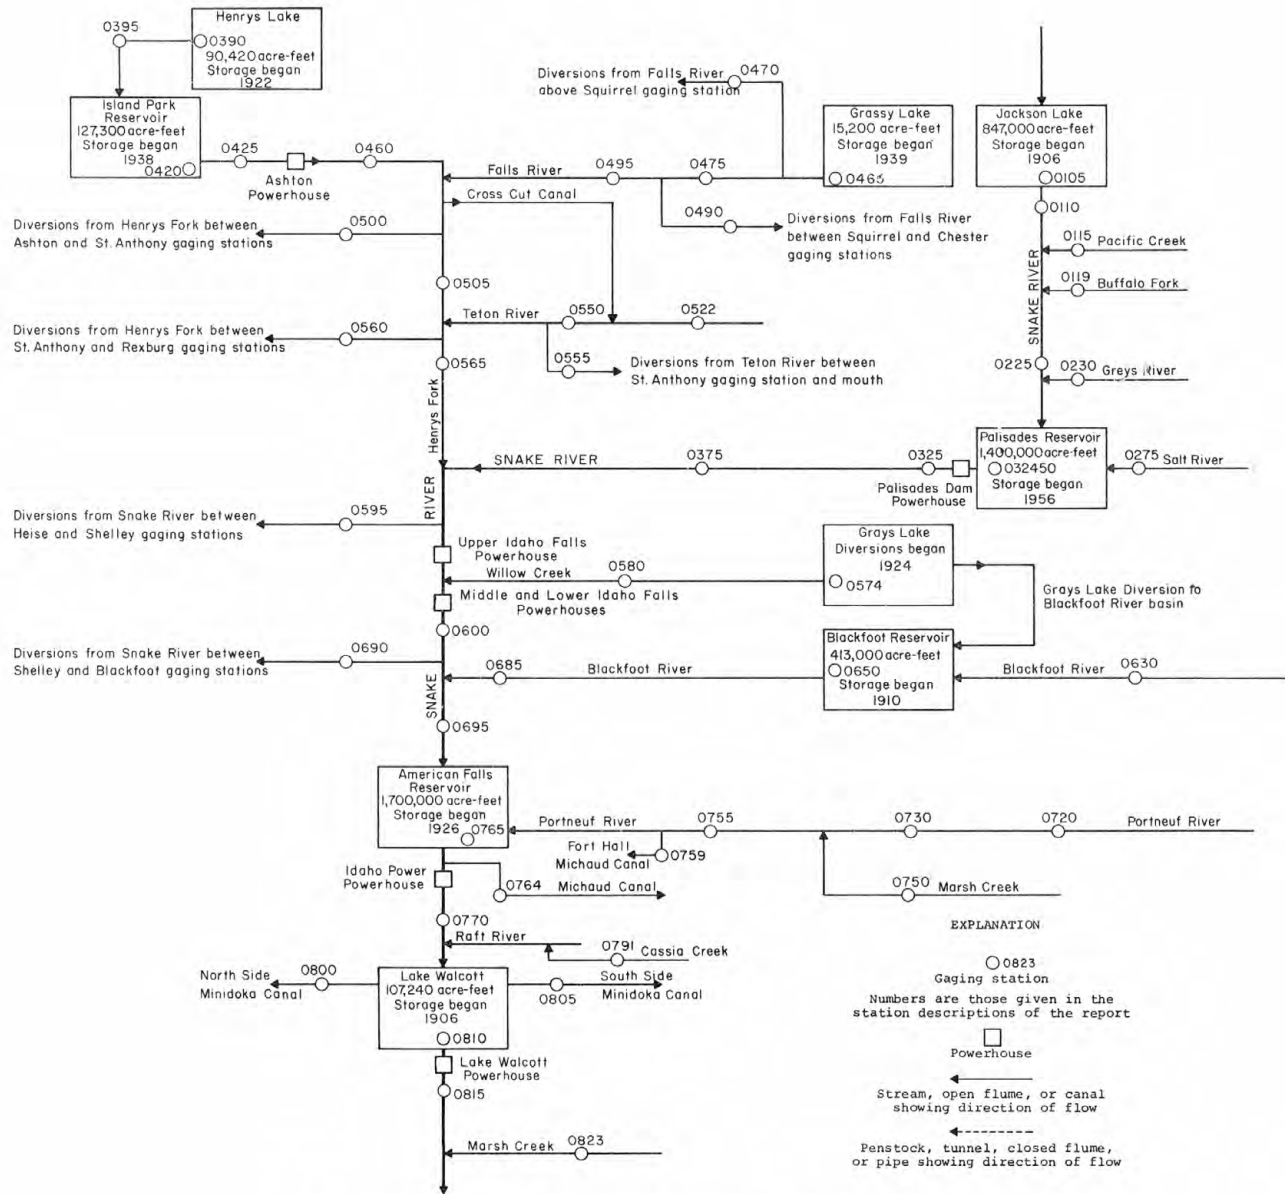 Henrys Lake
0390
90,420 acre-feet
Storage began
1922
0395
Island Park
Reservoir
127,300 acre-feet
Storage began
1938
0420
0425
0460
Ashton
Powerhouse
Diversions from Falls River
above Squirrel gaging station
0470
Grassy Lake
15,200 acre-feet
Storage began
1939
0465
Jackson Lake
847,000 acre-feet
Storage began
1906
0105
Falls River
0495
0475
Cross Cut Canal
0490
Diversions from Falls River
between Squirrel and Chester
gaging stations
0110
0115
Pacific Creek
0119
Buffalo Fork
SNAKE RIVER
0225
0230
Greys River
Diversions from Henrys Fork between
Ashton and St. Anthony gaging stations
0500
0505
Teton River
0550
0522
Diversions from Henrys Fork between
St. Anthony and Rexburg gaging stations
0560
0565
0555
Diversions from Teton River between
St. Anthony gaging station and mouth
Henrys Fork
SNAKE RIVER
0375
0325
Palisades Dam
Powerhouse
Palisades Reservoir
1,400,000 acre-feet
032450
Storage began
1956
0275
Salt River
RIVER
Diversions from Snake River between
Heise and Shelley gaging stations
0595
Upper Idaho Falls
Powerhouse
Willow Creek
0580
Grays Lake
Diversions began
1924
0574
Grays Lake Diversion to
Blackfoot River basin
Middle and Lower Idaho Falls
Powerhouses
0600
Diversions from Snake River between
Shelley and Blackfoot gaging stations
0690
0685
Blackfoot River
Blackfoot Reservoir
413,000 acre-feet
0650
Storage began
1910
Blackfoot River
0630
SNAKE
0695
American Falls
Reservoir
1,700,000 acre-feet
Storage began
1926
0765
Portneuf River
0755
0730
0720
Portneuf River
Fort Hall
Michaud Canal
0759
Idaho Power
Powerhouse
0764
Michaud Canal
0750
Marsh Creek
0770
Raft River
0791
Cassia Creek
North Side
Minidoka Canal
0800
Lake Walcott
107,240 acre-feet
Storage began
1906
0810
0805
South Side
Minidoka Canal
Lake Walcott
Powerhouse
0815
Marsh Creek
0823
EXPLANATION
0823
Gaging station
Numbers are those given in the
station descriptions of the report
Powerhouse
Stream, open flume, or canal
showing direction of flow
Penstock, tunnel, closed flume,
or pipe showing direction of flow